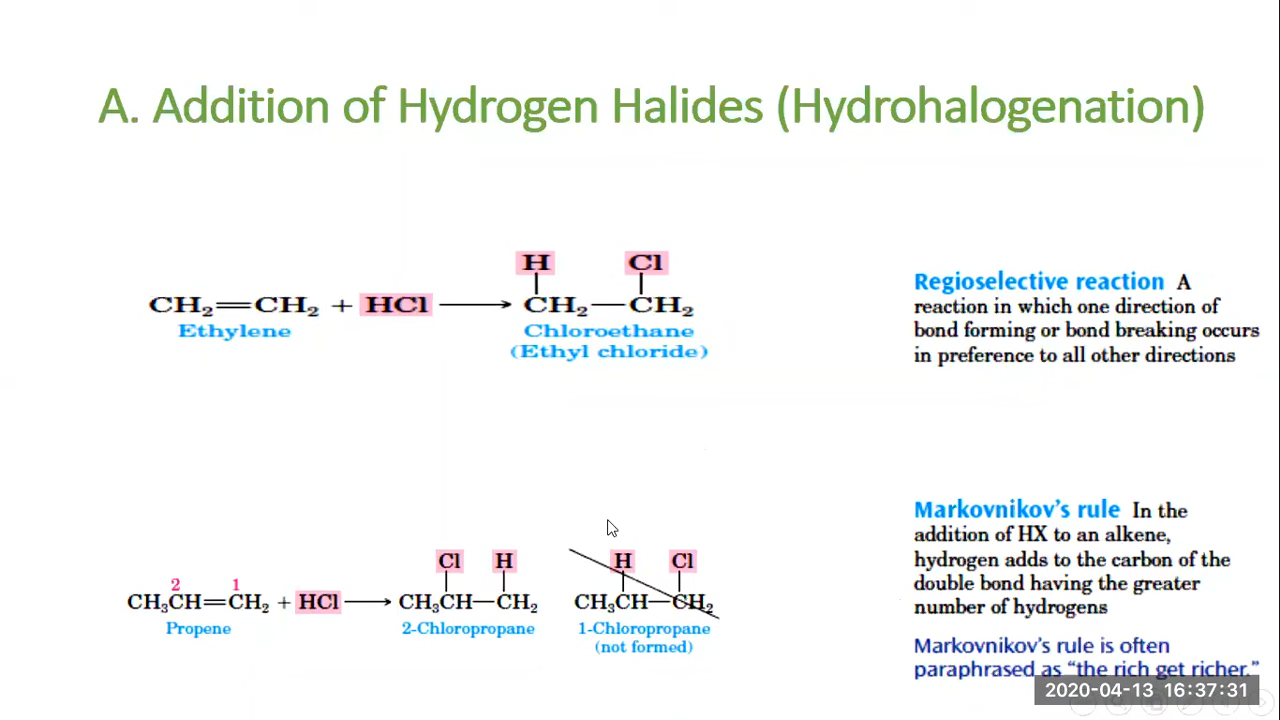 A. Addition of Hydrogen Halides (Hydrohalogenation)
H Cl
CH₂=CH₂ + HCl ⟶ CH₂—CH₂
Ethylene Chloroethane
(Ethyl chloride)
Regioselective reaction A
reaction in which one direction of
bond forming or bond breaking occurs
in preference to all other directions
Cl H H Cl
2 1
CH₃CH=CH₂ + HCl ⟶ CH₃CH—CH₂ CH₃CH—CH₂
Propene 2-Chloropropane 1-Chloropropane
(not formed)
Markovnikov's rule In the
addition of HX to an alkene,
hydrogen adds to the carbon of the
double bond having the greater
number of hydrogens
Markovnikov's rule is often
paraphrased as “the rich get richer.”
2020-04-13 16:37:31